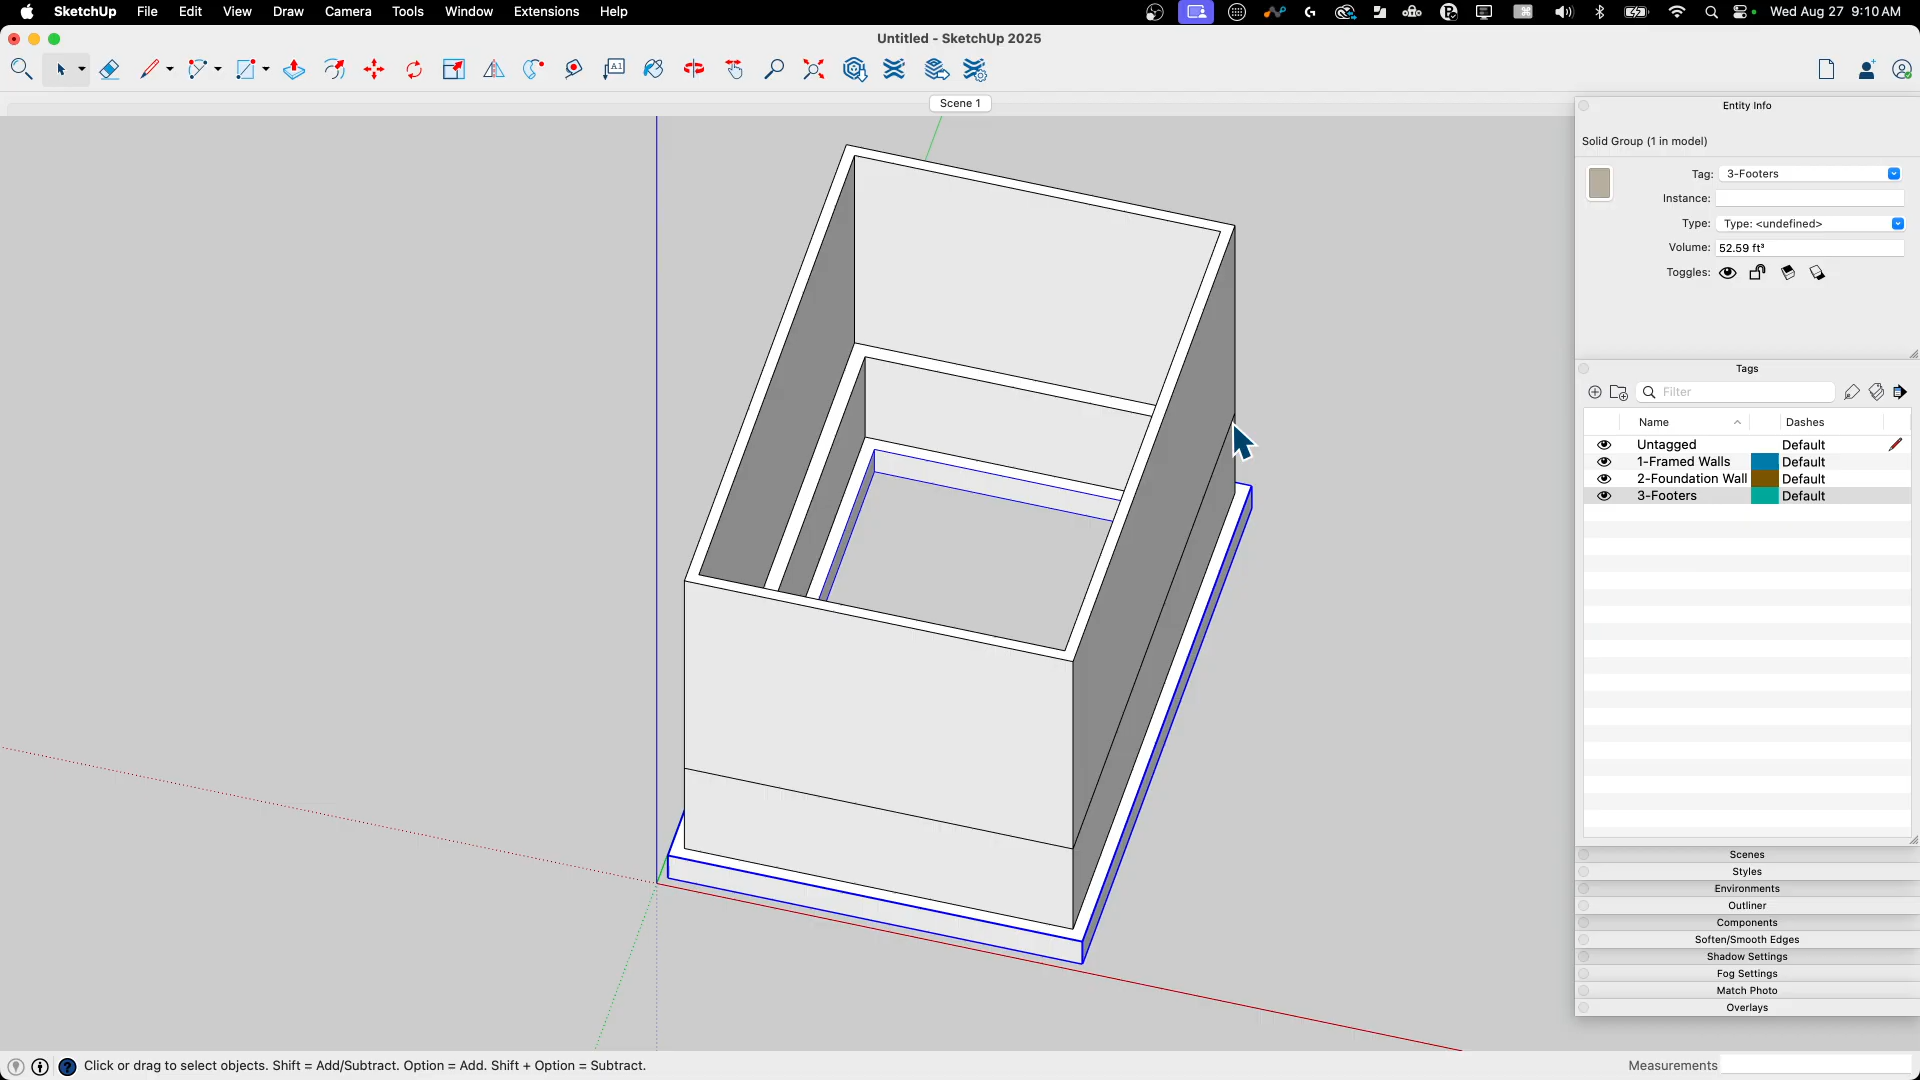 SketchUp File Edit View Draw Camera Tools Window Extensions Help Wed Aug 27 9:10 AM
Untitled - SketchUp 2025
A1
Scene 1
Entity Info
Solid Group (1 in model)
Tag: 3-Footers
Instance:
Type: Type: <undefined>
Volume: 52.59 ft³
Toggles:
Tags
Filter
Name Dashes
Untagged Default
1-Framed Walls Default
2-Foundation Wall Default
3-Footers Default
Scenes
Styles
Environments
Outliner
Components
Soften/Smooth Edges
Shadow Settings
Fog Settings
Match Photo
Overlays
Click or drag to select objects. Shift = Add/Subtract. Option = Add. Shift + Option = Subtract. Measurements